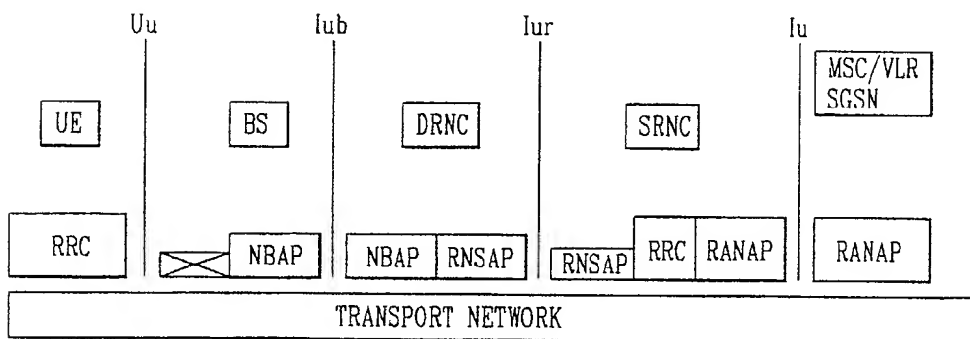 Uu Iub Iur Iu
MSC/VLR
SGSN
UE BS DRNC SRNC
RRC NBAP NBAP RNSAP RNSAP RRC RANAP RANAP
TRANSPORT NETWORK